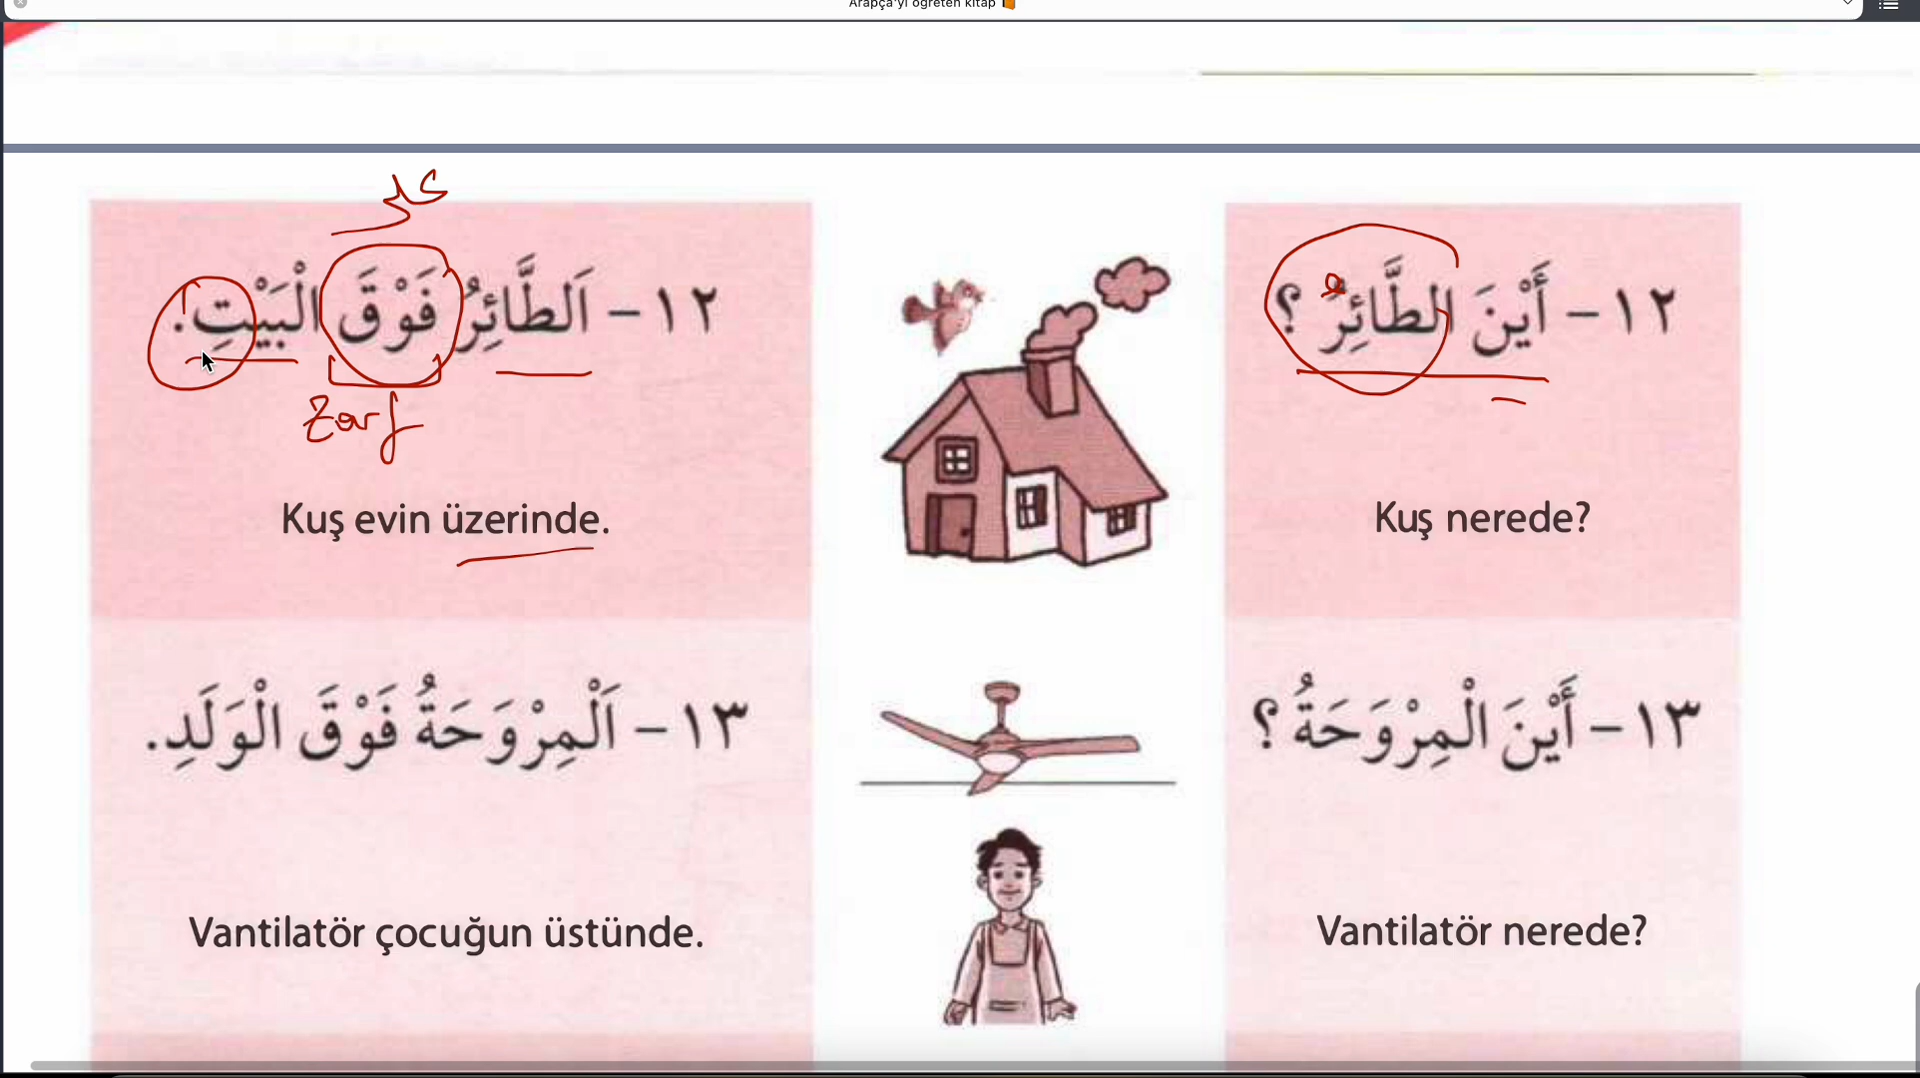 Arapça'yı öğreten kitap
على
١٢ - أَيْنَ الطَّائِرُ ؟
١٢ - اَلطَّائِرُ فَوْقَ الْبَيْتِ.
Zarf
Kuş nerede?
Kuş evin üzerinde.
١٣ - أَيْنَ الْمِرْوَحَةُ ؟
١٣ - اَلْمِرْوَحَةُ فَوْقَ الْوَلَدِ.
Vantilatör nerede?
Vantilatör çocuğun üstünde.